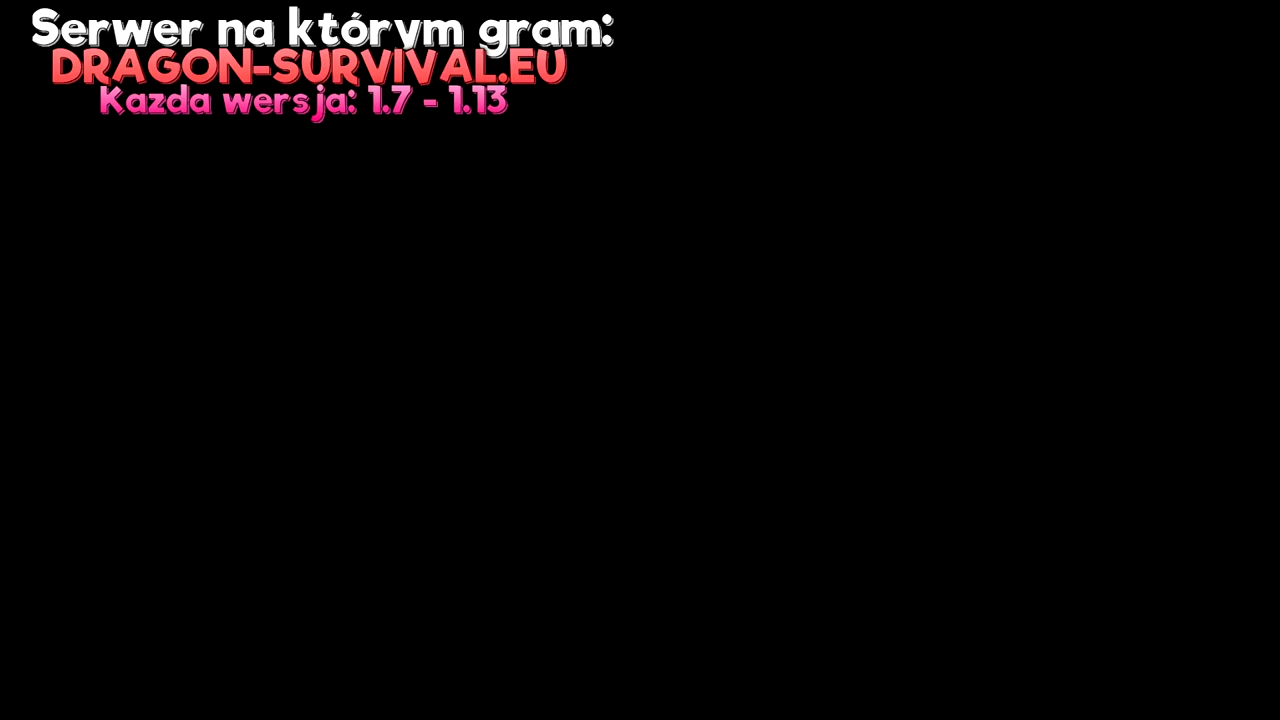 Serwer na którym gram:
DRAGON-SURVIVAL.EU
Kazda wersja: 1.7 - 1.13